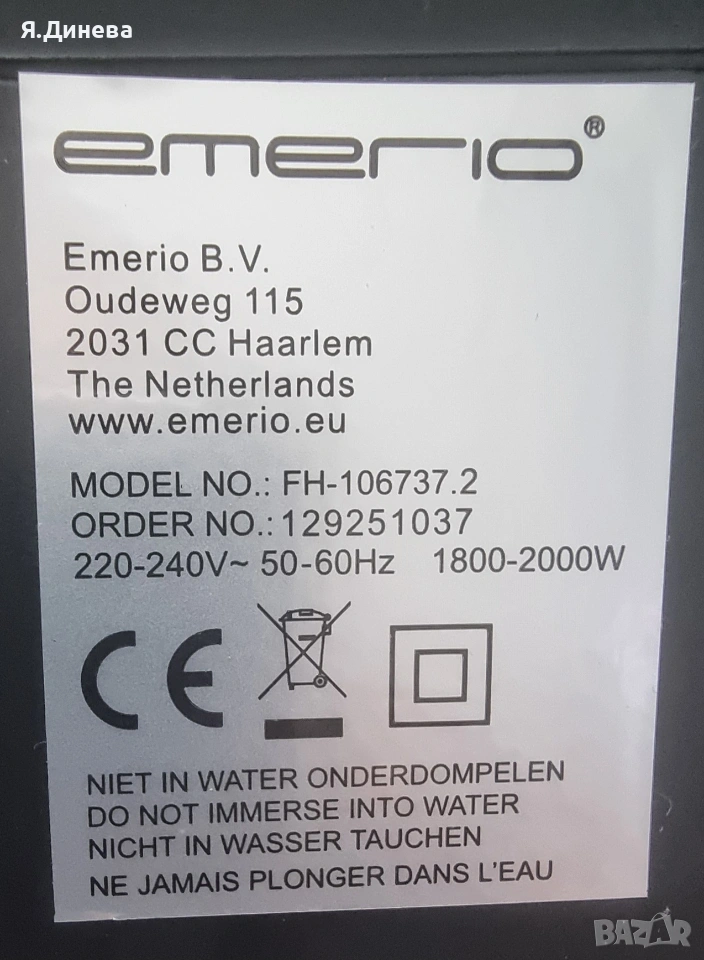 Я.Динева
emerio®
Emerio B.V.
Oudeweg 115
2031 CC Haarlem
The Netherlands
www.emerio.eu
MODEL NO.: FH-106737.2
ORDER NO.:129251037
220-240V~ 50-60Hz 1800-2000W
CE
NIET IN WATER ONDERDOMPELEN
DO NOT IMMERSE INTO WATER
NICHT IN WASSER TAUCHEN
NE JAMAIS PLONGER DANS L'EAU
BAZAR